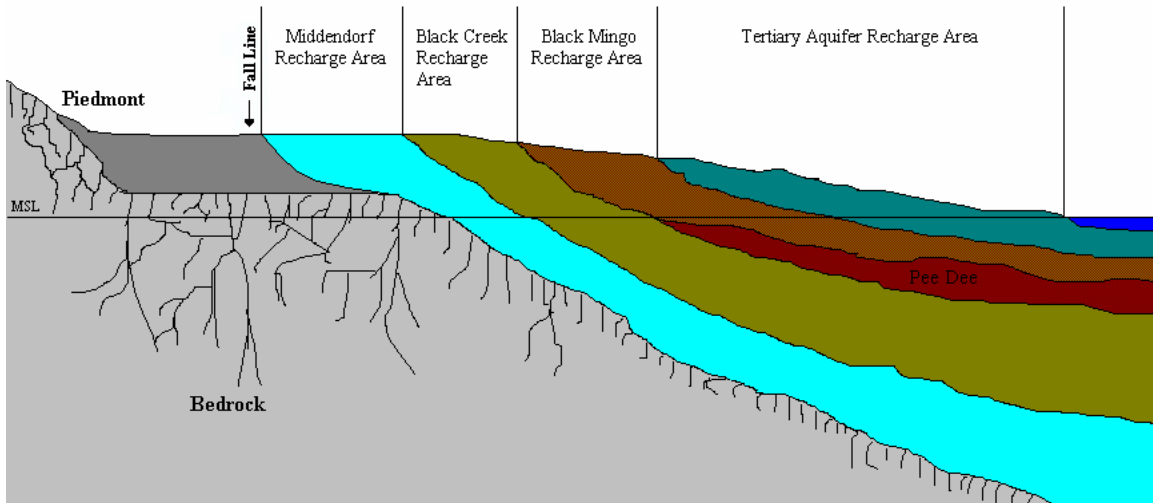 Fall Line
Middendorf
Recharge Area
Black Creek
Recharge
Area
Black Mingo
Recharge Area
Tertiary Aquifer Recharge Area
Piedmont
MSL
Pee Dee
Bedrock